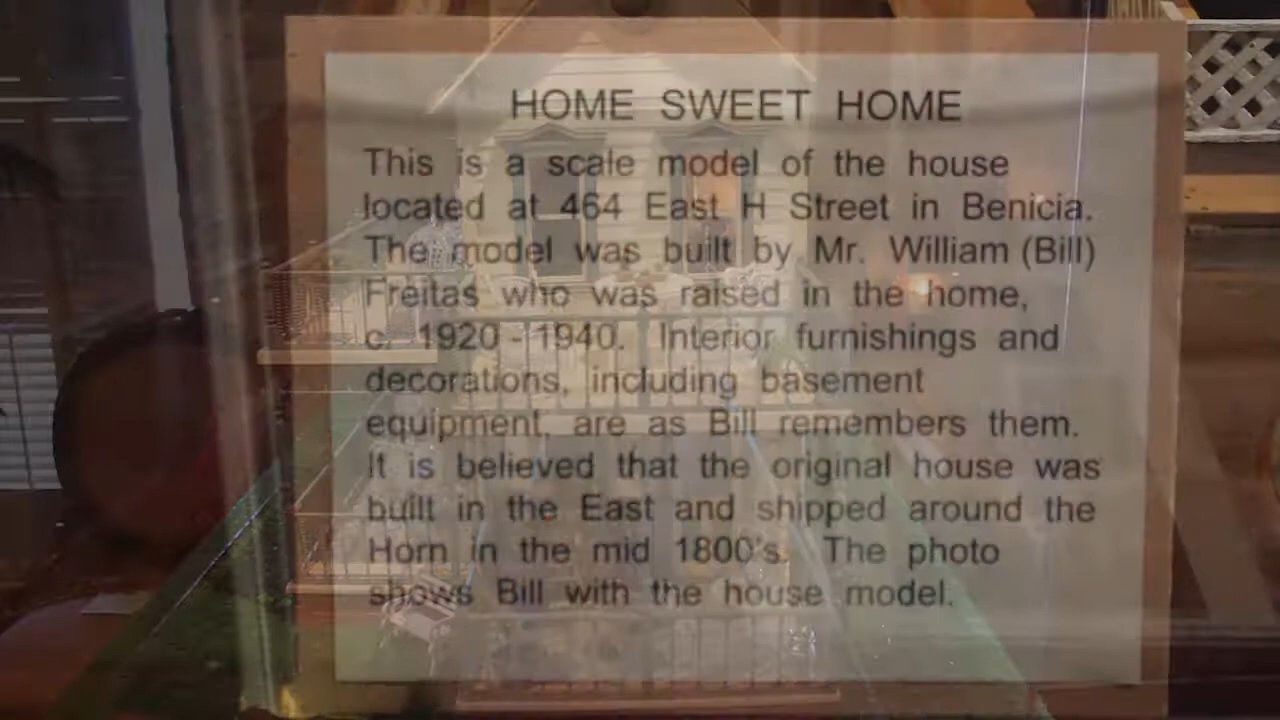 HOME SWEET HOME
This is a scale model of the house
located at 464 East H Street in Benicia.
The model was built by Mr. William (Bill)
Freitas who was raised in the home,
c. 1920 - 1940. Interior furnishings and
decorations, including basement
equipment, are as Bill remembers them.
It is believed that the original house was
built in the East and shipped around the
Horn in the mid 1800's. The photo
shows Bill with the house model.